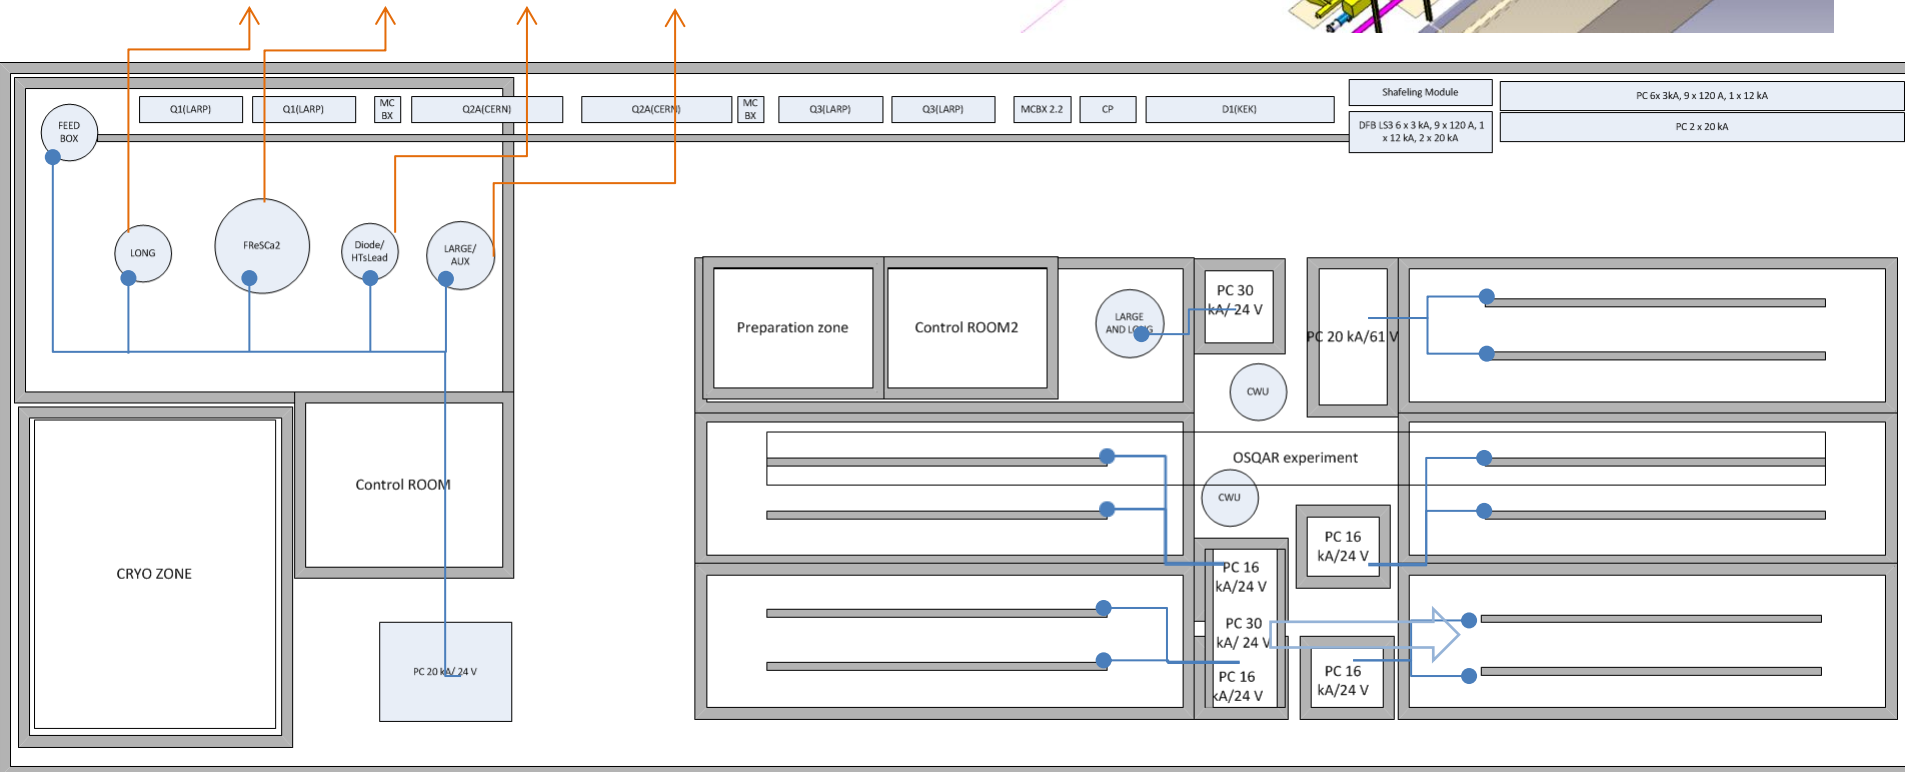 Q1(LARP)
Q1(LARP)
MC
BX
Q2A(CERN)
Q2A(CERN)
MC
BX
Q3(LARP)
Q3(LARP)
MCBX 2.2
CP
D1(KEK)
Shafeling Module
PC 6x 3kA, 9 x 120 A, 1 x 12 kA
FEED
BOX
DFB LS3 6 x 3 kA, 9 x 120 A, 1
x 12 kA, 2 x 20 kA
PC 2 x 20 kA
LONG
FReSCa2
Diode/
HTsLead
LARGE/
AUX
Preparation zone
Control ROOM2
LARGE
AND LONG
PC 30
kA/ 24 V
PC 20 kA/61 V
CWU
OSQAR experiment
CWU
Control ROOM
CRYO ZONE
PC 16
kA/24 V
PC 16
kA/24 V
PC 30
kA/ 24 V
PC 16
kA/24 V
PC 16
kA/24 V
PC 20 kA/ 24 V